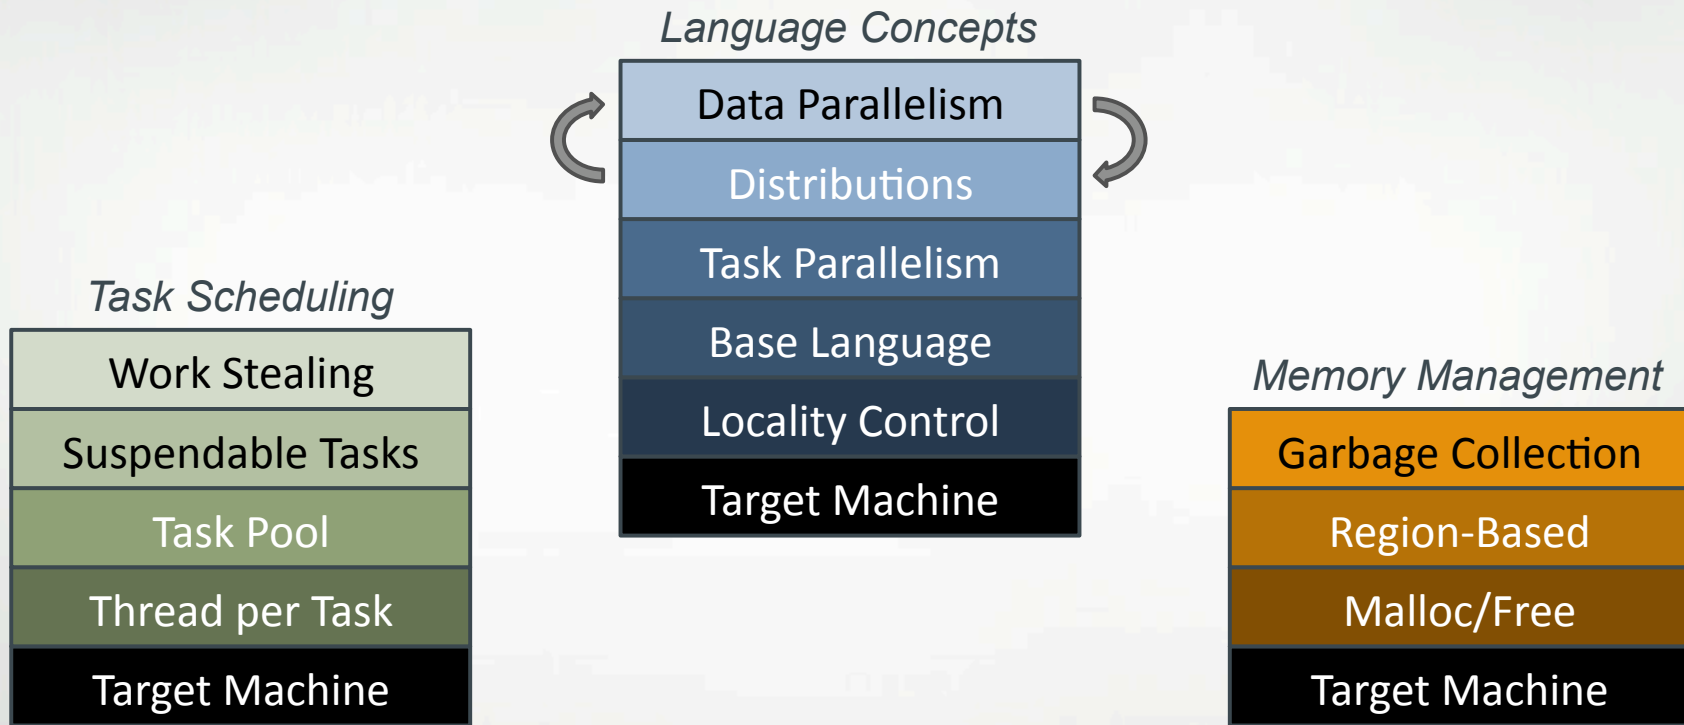 Language Concepts
Data Parallelism
Distributions
Task Parallelism
Base Language
Locality Control
Target Machine
Task Scheduling
Work Stealing
Suspendable Tasks
Task Pool
Thread per Task
Target Machine
Memory Management
Garbage Collection
Region-Based
Malloc/Free
Target Machine